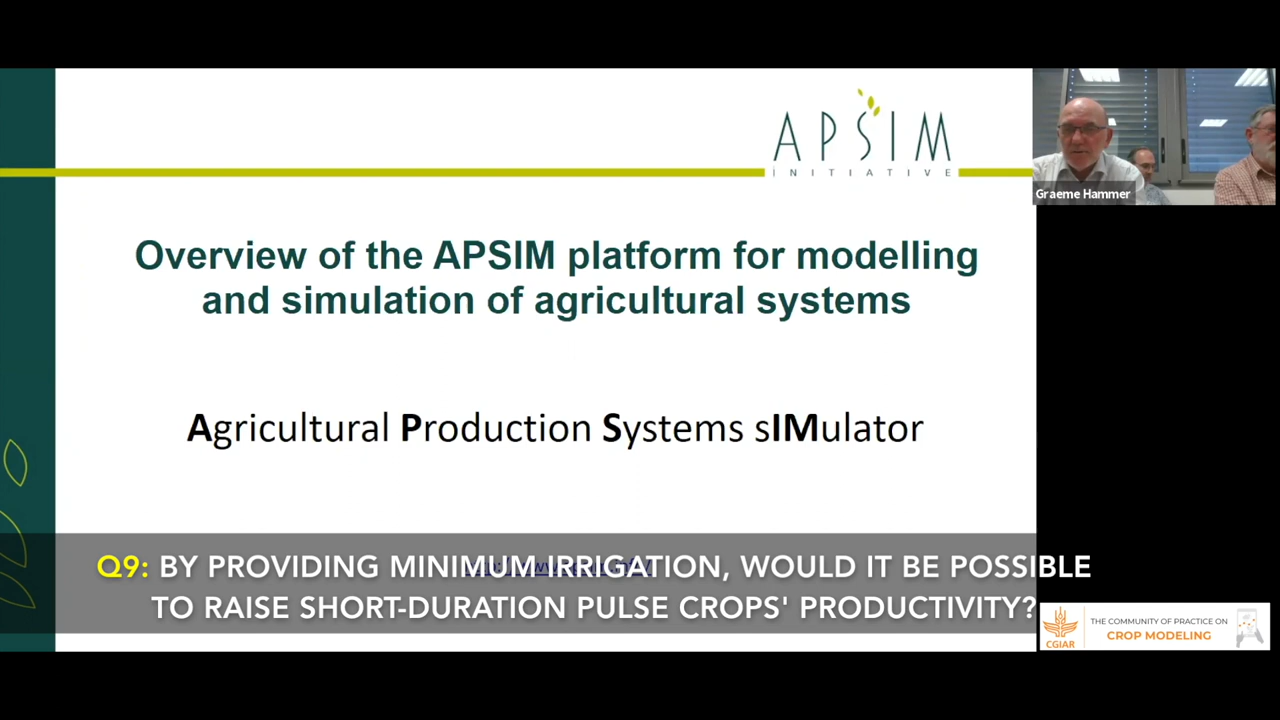 APSIM
INITIATIVE
Graeme Hammer
Overview of the APSIM platform for modelling
and simulation of agricultural systems
Agricultural Production Systems sIMulator
Q9: BY PROVIDING MINIMUM IRRIGATION, WOULD IT BE POSSIBLE
TO RAISE SHORT-DURATION PULSE CROPS' PRODUCTIVITY?
CGIAR
THE COMMUNITY OF PRACTICE ON
CROP MODELING